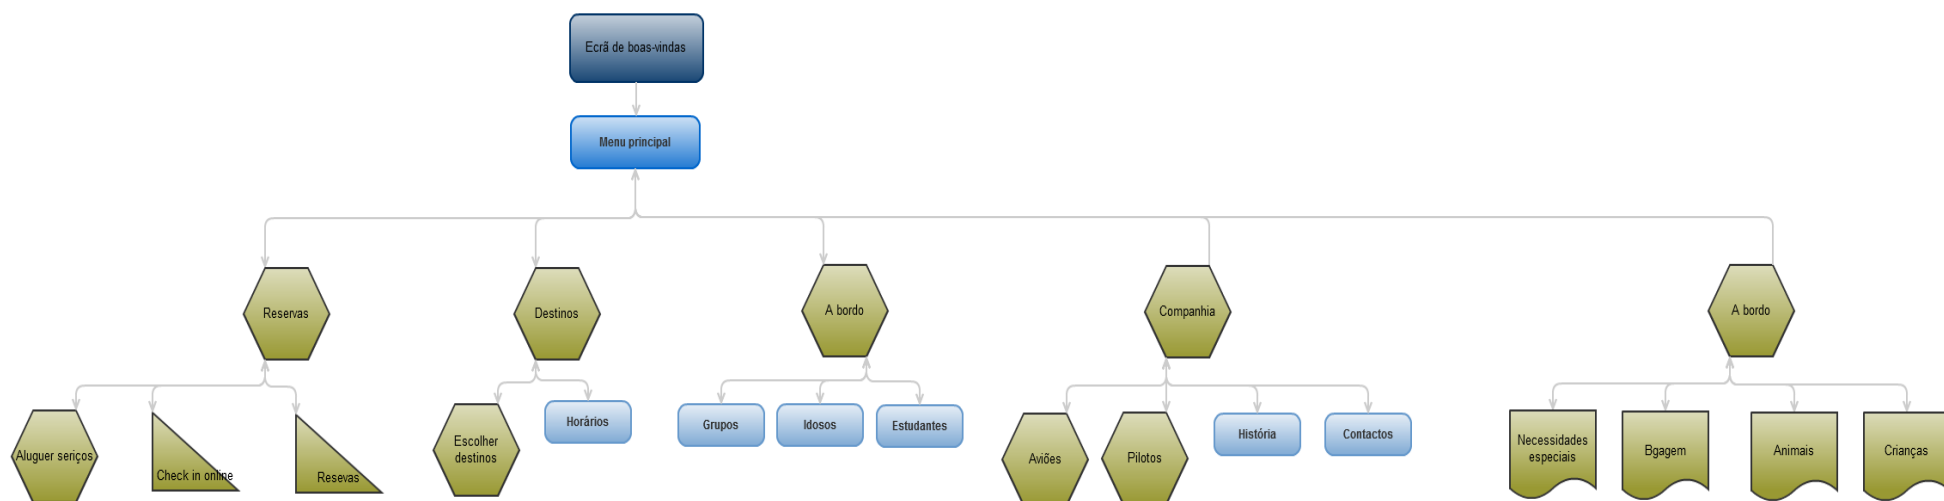 Ecrã de boas-vindas
Menu principal
Reservas
Destinos
A bordo
Companhia
A bordo
Aluguer seriços
Check in online
Resevas
Escolher
destinos
Horários
Grupos
Idosos
Estudantes
Aviões
Pilotos
História
Contactos
Necessidades
especiais
Bgagem
Animais
Crianças